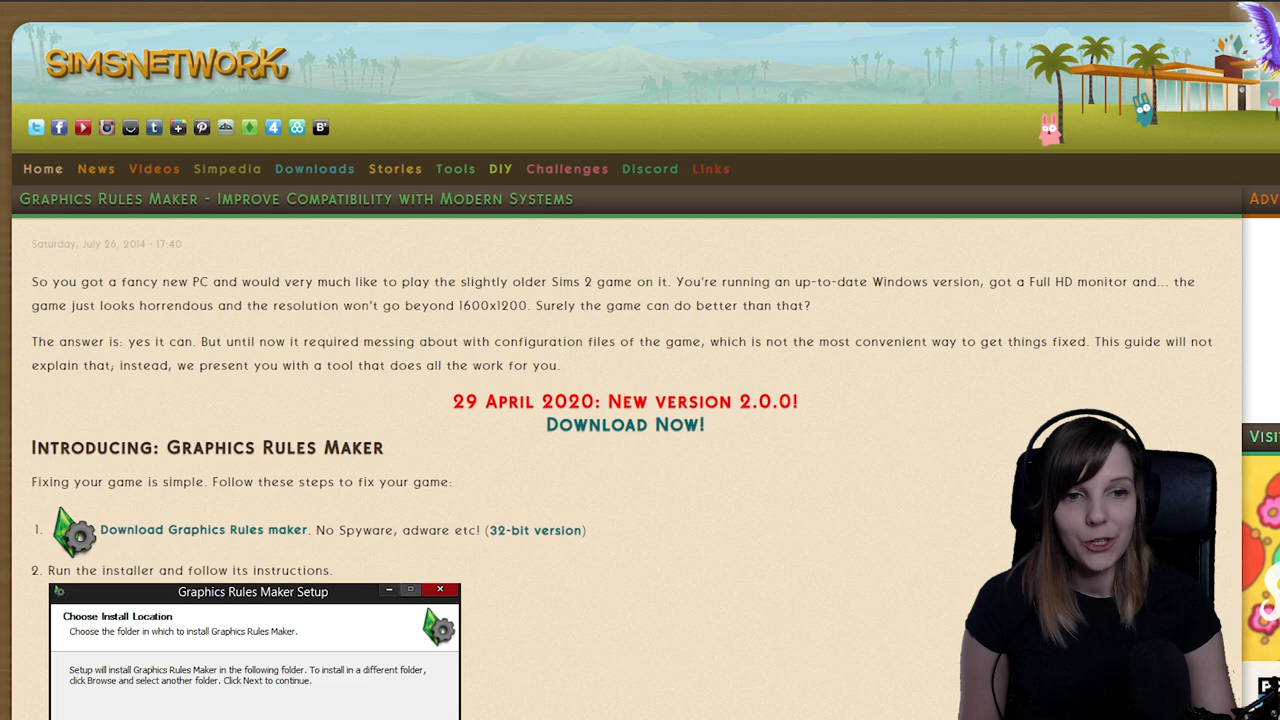 SIMSNETWORK
Home News Videos Simpedia Downloads Stories Tools DIY Challenges Discord Links
Graphics Rules Maker - Improve Compatibility with Modern Systems
Saturday, July 26, 2014 - 17:40
So you got a fancy new PC and would very much like to play the slightly older Sims 2 game on it. You're running an up-to-date Windows version, got a Full HD monitor and... the
game just looks horrendous and the resolution won't go beyond 1600x1200. Surely the game can do better than that?
The answer is: yes it can. But until now it required messing about with configuration files of the game, which is not the most convenient way to get things fixed. This guide will not
explain that; instead, we present you with a tool that does all the work for you.
29 April 2020: New version 2.0.0!
Download Now!
Introducing: Graphics Rules Maker
Fixing your game is simple. Follow these steps to fix your game:
1. Download Graphics Rules maker. No Spyware, adware etc! (32-bit version)
2. Run the installer and follow its instructions.
Graphics Rules Maker Setup
Choose Install Location
Choose the folder in which to install Graphics Rules Maker.
Setup will install Graphics Rules Maker in the following folder. To install in a different folder,
click Browse and select another folder. Click Next to continue.